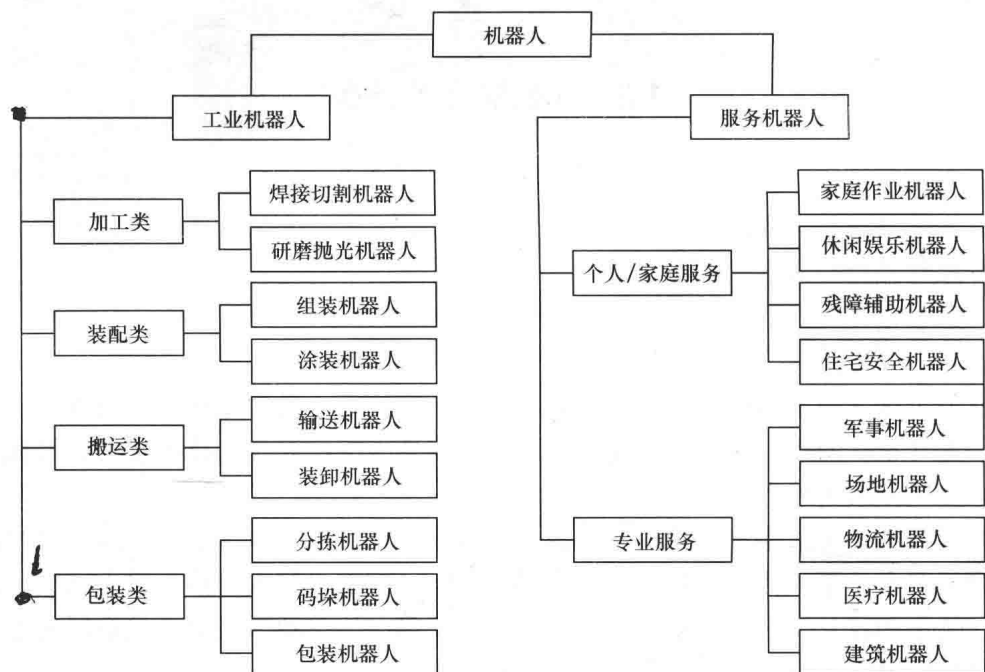 机器人
工业机器人
服务机器人
加工类
焊接切割机器人
研磨抛光机器人
装配类
组装机器人
涂装机器人
搬运类
输送机器人
装卸机器人
包装类
分拣机器人
码垛机器人
包装机器人
个人/家庭服务
家庭作业机器人
休闲娱乐机器人
残障辅助机器人
住宅安全机器人
专业服务
军事机器人
场地机器人
物流机器人
医疗机器人
建筑机器人